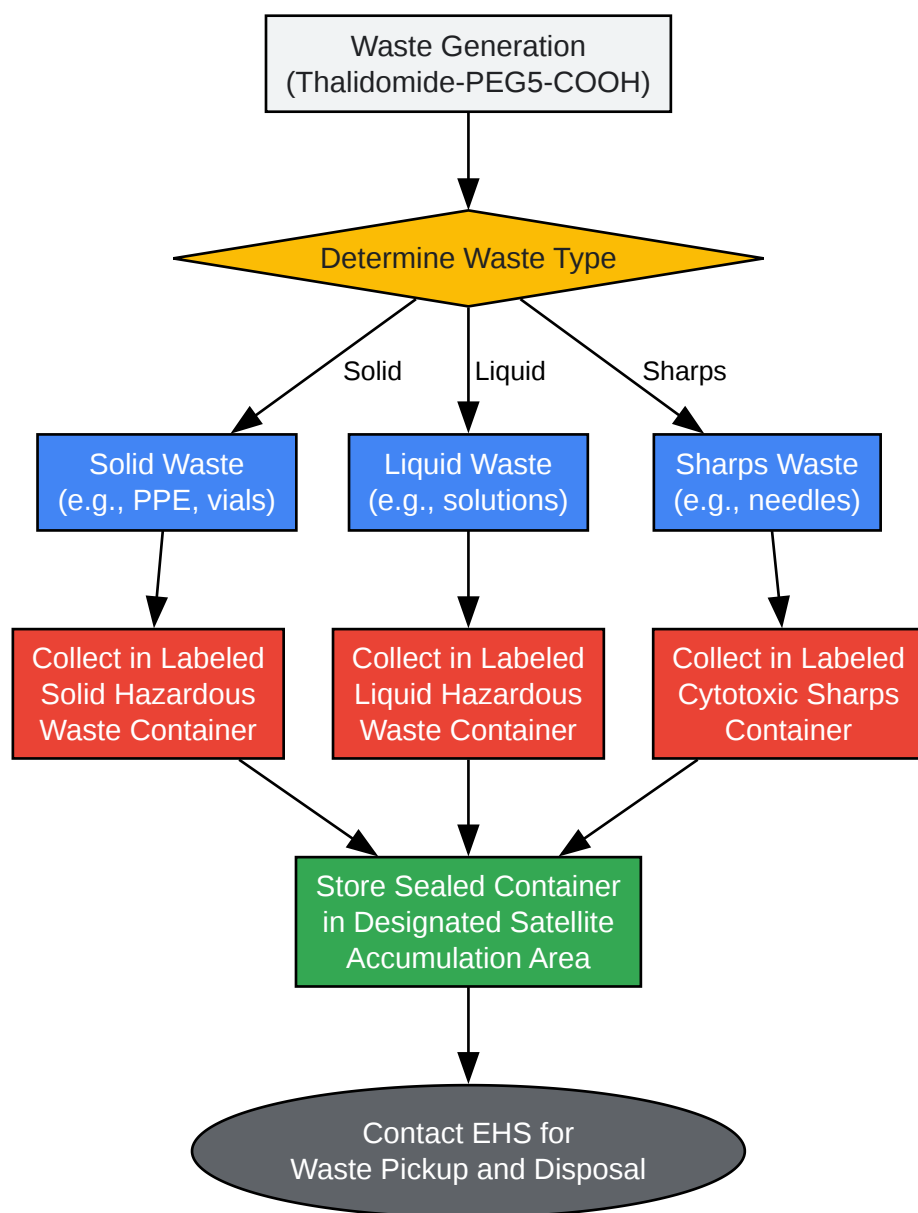 Waste Generation
(Thalidomide-PEG5-COOH)
Determine Waste Type
Solid
Liquid
Sharps
Solid Waste
(e.g., PPE, vials)
Liquid Waste
(e.g., solutions)
Sharps Waste
(e.g., needles)
Collect in Labeled
Solid Hazardous
Waste Container
Collect in Labeled
Liquid Hazardous
Waste Container
Collect in Labeled
Cytotoxic Sharps
Container
Store Sealed Container
in Designated Satellite
Accumulation Area
Contact EHS for
Waste Pickup and Disposal